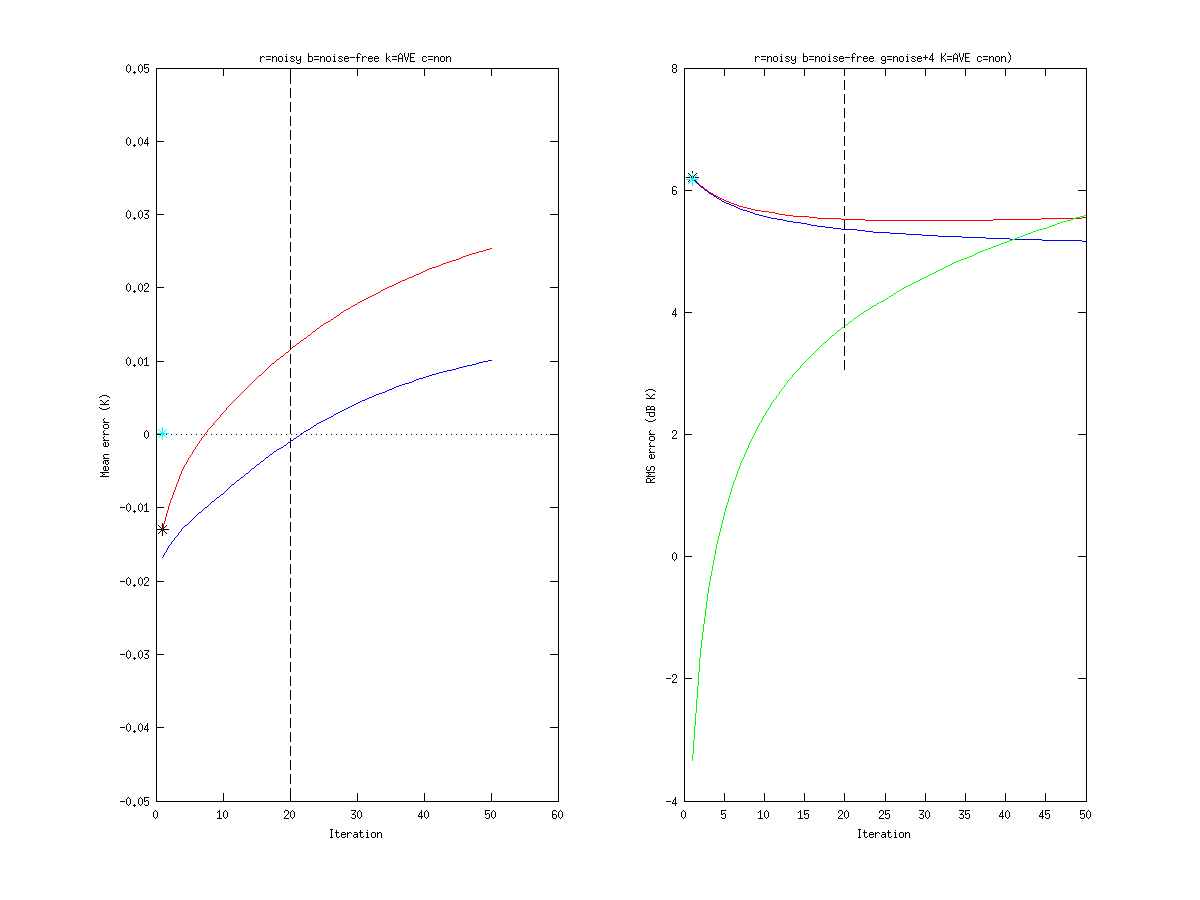 r=noisy b=noise-free k=AVE c=non
0.05
0.04
0.03
0.02
0.01
0
-0.01
-0.02
-0.03
-0.04
-0.05
Mean error (K)
0 10 20 30 40 50 60
Iteration
r=noisy b=noise-free g=noise+4 K=AVE c=non)
8
6
4
2
0
-2
-4
RMS error (dB K)
0 5 10 15 20 25 30 35 40 45 50
Iteration